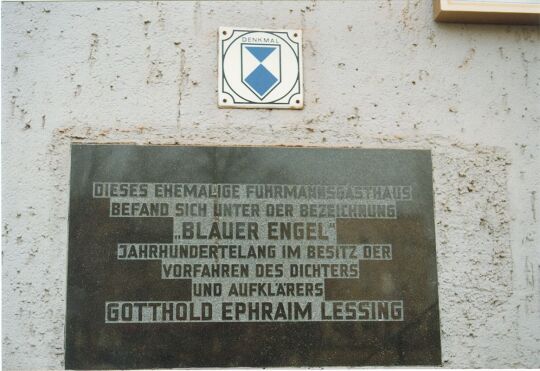 DENKMAL
DIESES EHEMALIGE FUHRMANNSGASTHAUS
BEFAND SICH UNTER DER BEZEICHNUNG
„BLAUER ENGEL“
JAHRHUNDERTELANG IM BESITZ DER
VORFAHREN DES DICHTERS
UND AUFKLÄRERS
GOTTHOLD EPHRAIM LESSING